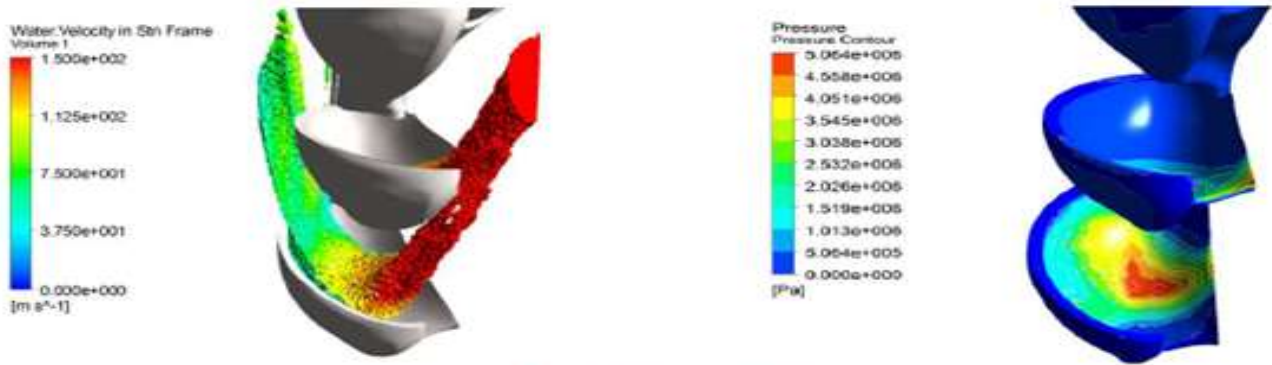 Water.Velocity in Stn Frame
Volume 1
1.500e+002
1.125e+002
7.500e+001
3.750e+001
0.000e+000
[m s^-1]
Pressure
Pressure Contour
5.064e+006
4.558e+006
4.051e+006
3.545e+006
3.038e+006
2.532e+006
2.026e+006
1.519e+006
1.013e+006
5.064e+005
0.000e+000
[Pa]